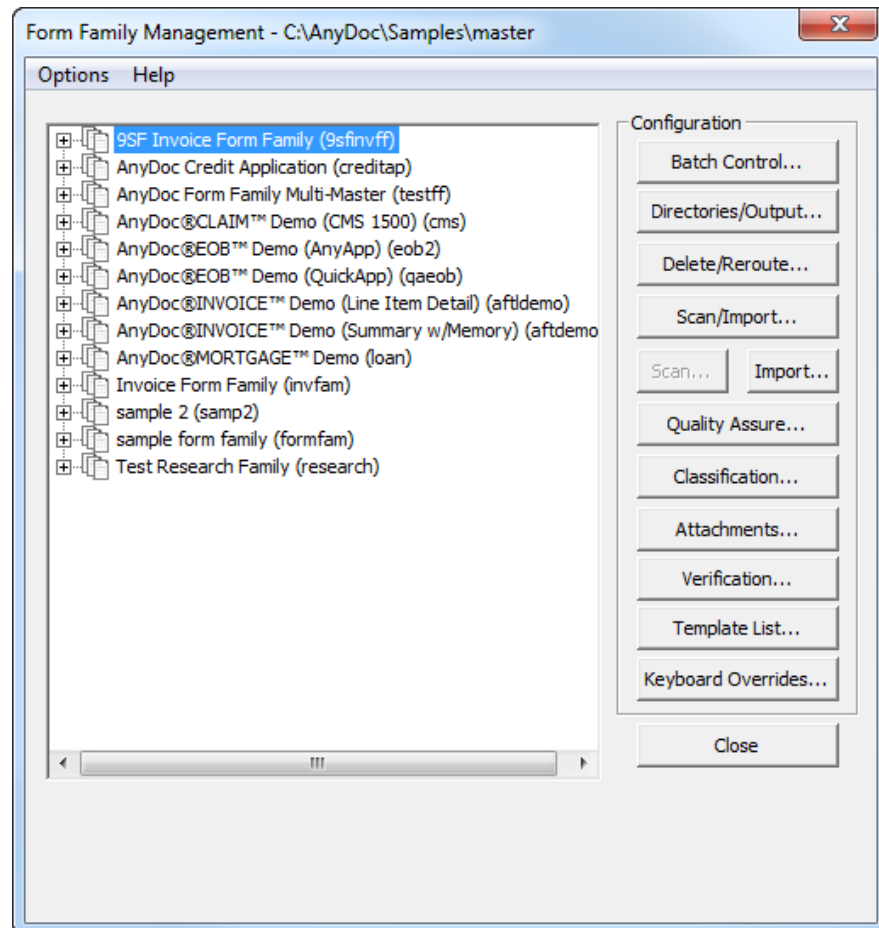 Form Family Management - C:\AnyDoc\Samples\master
Options Help
9SF Invoice Form Family (9sfinvff)
AnyDoc Credit Application (creditap)
AnyDoc Form Family Multi-Master (testff)
AnyDoc®CLAIM™ Demo (CMS 1500) (cms)
AnyDoc®EOB™ Demo (AnyApp) (eob2)
AnyDoc®EOB™ Demo (QuickApp) (qaeob)
AnyDoc®INVOICE™ Demo (Line Item Detail) (aftldemo)
AnyDoc®INVOICE™ Demo (Summary w/Memory) (aftdemo
AnyDoc®MORTGAGE™ Demo (loan)
Invoice Form Family (invfam)
sample 2 (samp2)
sample form family (formfam)
Test Research Family (research)
Configuration
Batch Control...
Directories/Output...
Delete/Reroute...
Scan/Import...
Scan... Import...
Quality Assure...
Classification...
Attachments...
Verification...
Template List...
Keyboard Overrides...
Close